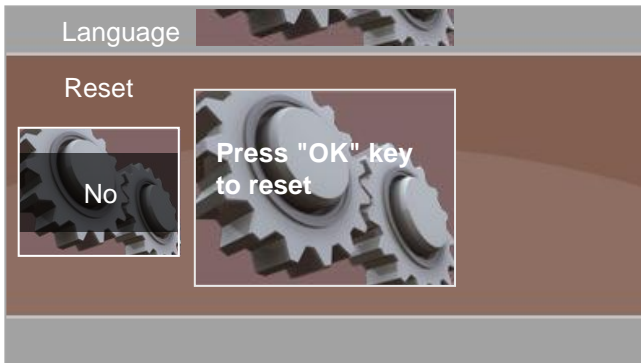 Language
Reset
No
Press "OK" key
to reset